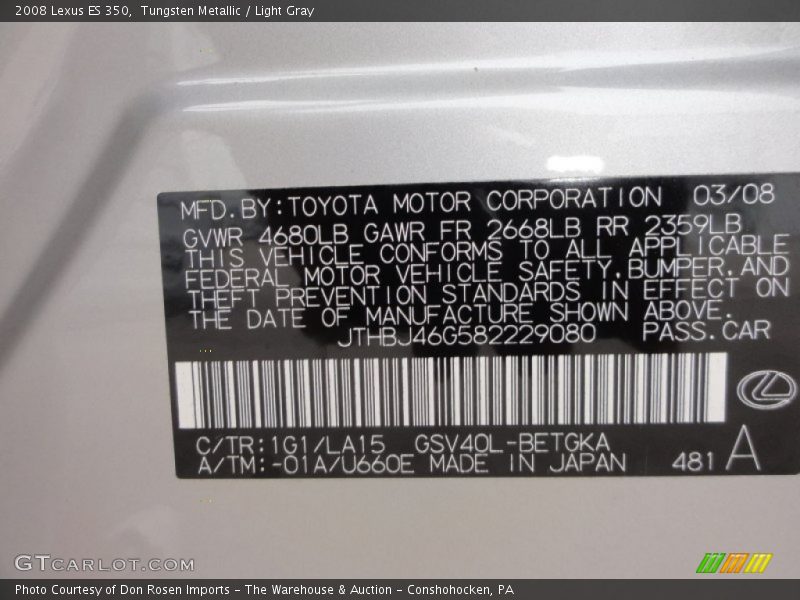 2008 Lexus ES 350,  Tungsten Metallic / Light Gray
MFD.BY:TOYOTA MOTOR CORPORATION 03/08
GVWR 4680LB GAWR FR 2668LB RR 2359LB
THIS VEHICLE CONFORMS TO ALL APPLICABLE
FEDERAL MOTOR VEHICLE SAFETY,BUMPER,AND
THEFT PREVENTION STANDARDS IN EFFECT ON
THE DATE OF MANUFACTURE SHOWN ABOVE.
JTHBJ46G582229080 PASS.CAR
C/TR:1G1/LA15 GSV40L-BETGKA
A/TM:-01A/U660E MADE IN JAPAN 481 A
GTCARLOT.COM
Photo Courtesy of Don Rosen Imports - The Warehouse & Auction - Conshohocken, PA